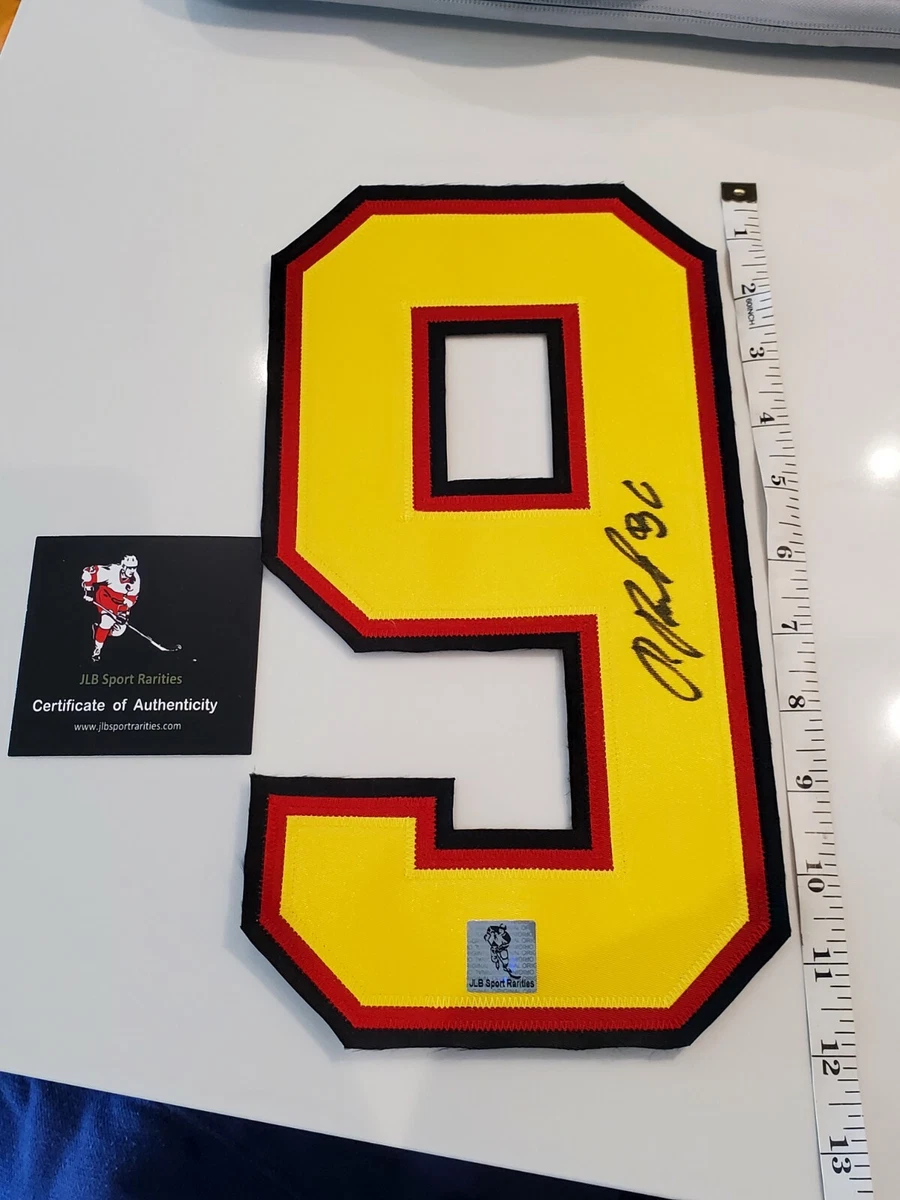 9
JLB Sport Rarities
Certificate of Authenticity
www.jlbsportrarities.com
JLB Sport Rarities
1
2
60INCH
3
4
5
6
7
8
9
10
11
12
13